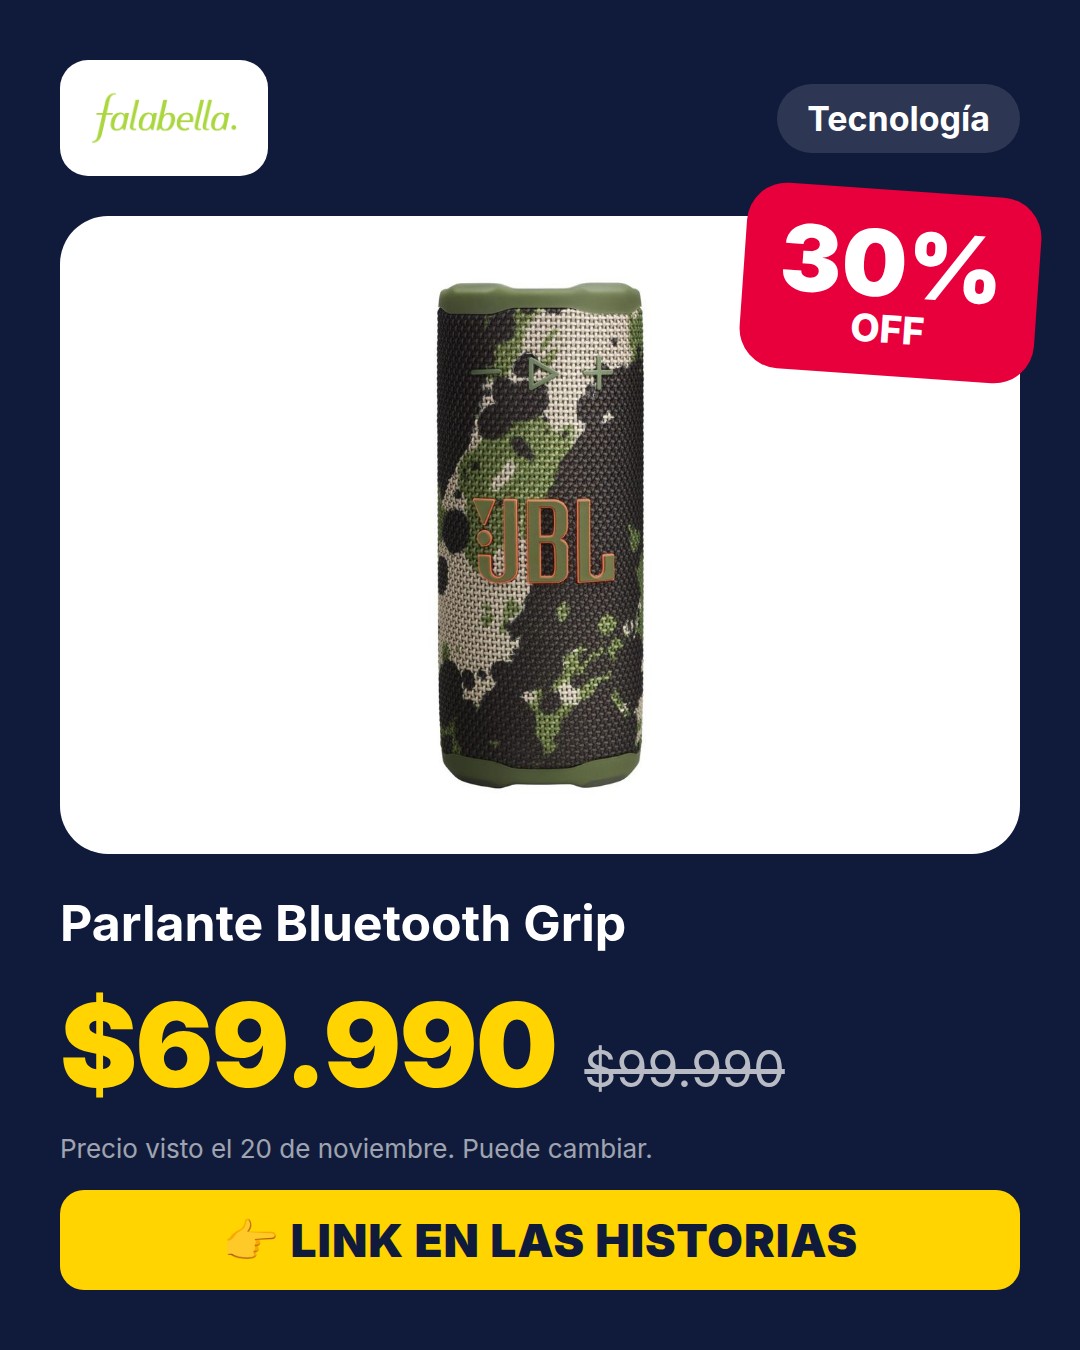 falabella.
Tecnología
30%
OFF
JBL
Parlante Bluetooth Grip
$69.990 $99.990
Precio visto el 20 de noviembre. Puede cambiar.
👉 LINK EN LAS HISTORIAS